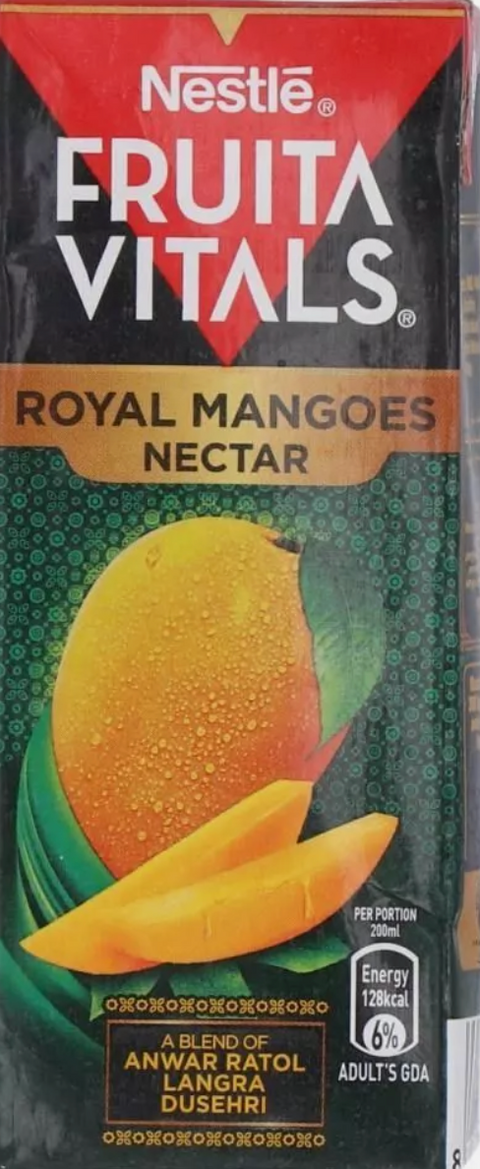 Nestlé®
FRUITA
VITALS®
ROYAL MANGOES
NECTAR
PER PORTION
200ml
Energy
128kcal
6%
ADULT'S GDA
A BLEND OF
ANWAR RATOL
LANGRA
DUSEHRI
8